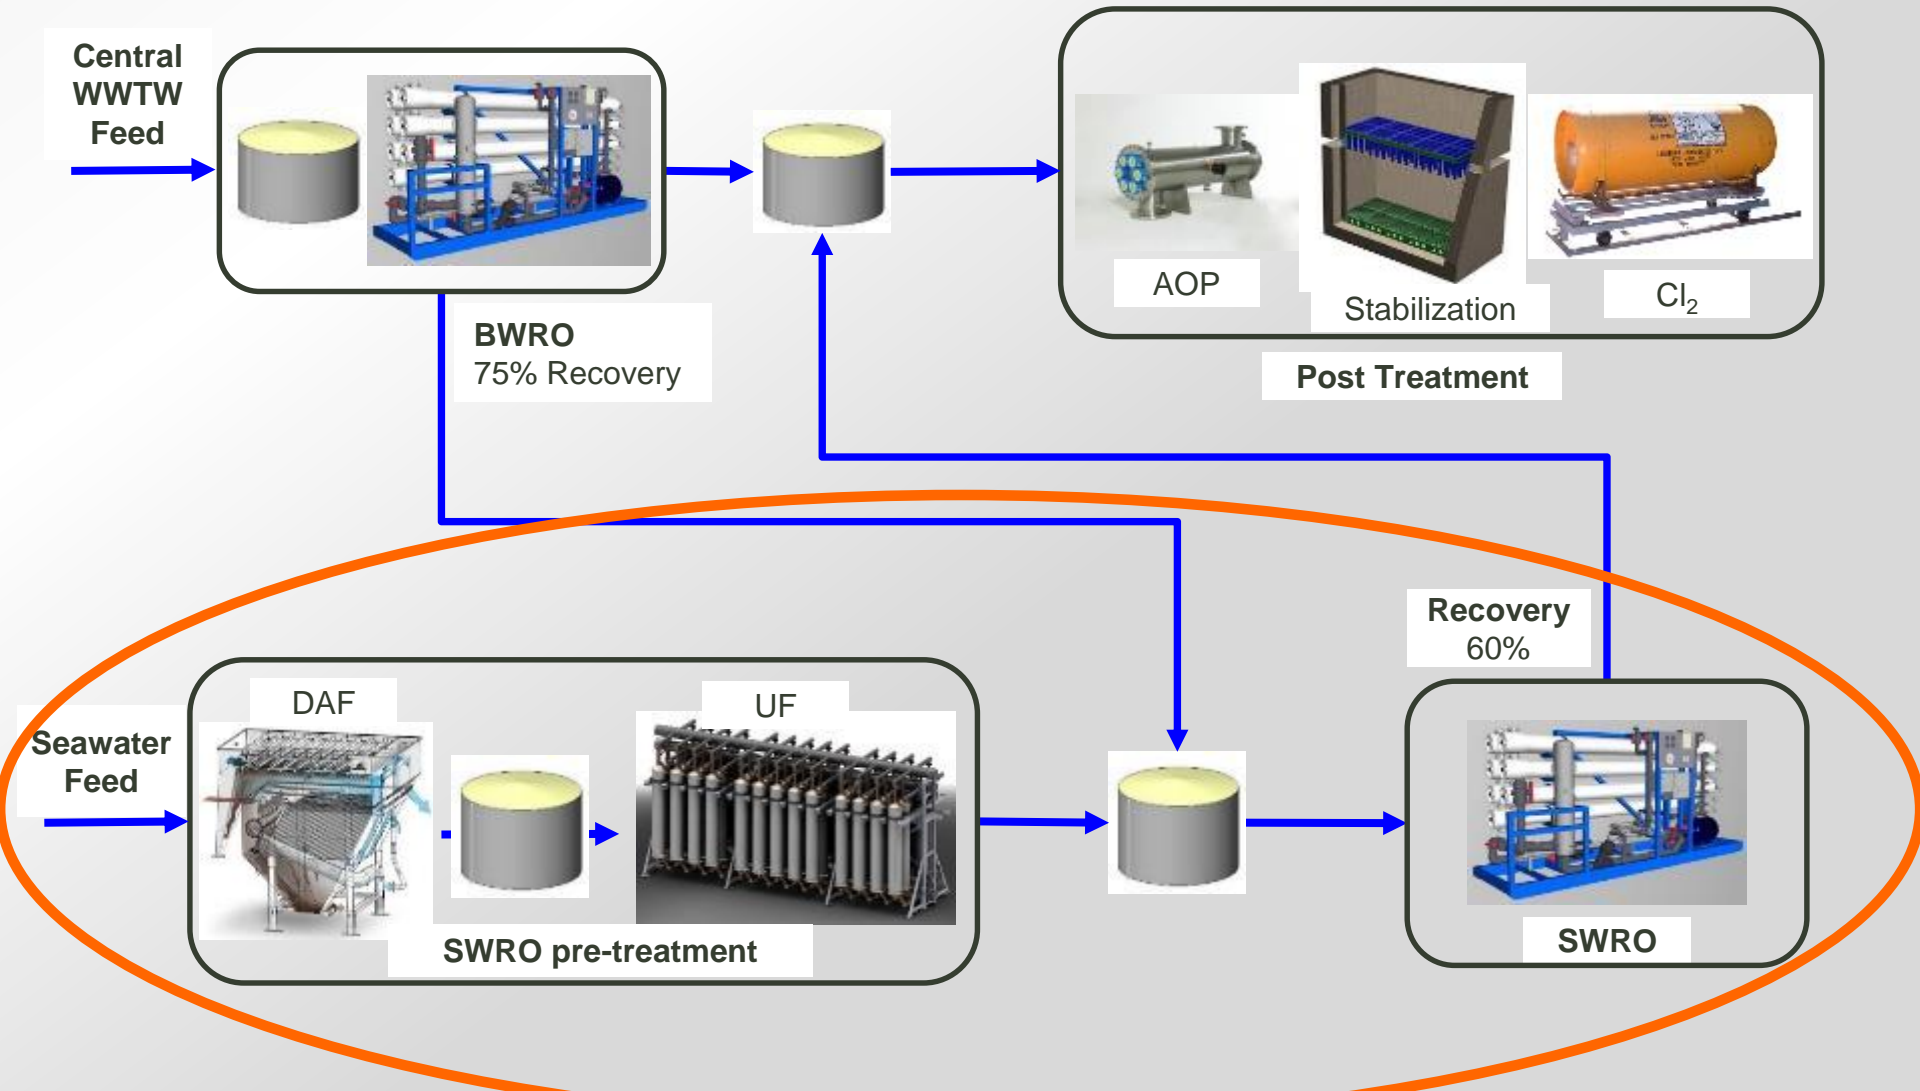 Central
WWTW
Feed
BWRO
75% Recovery
AOP
Stabilization
Cl₂
Post Treatment
Recovery
60%
Seawater
Feed
DAF
UF
SWRO pre-treatment
SWRO